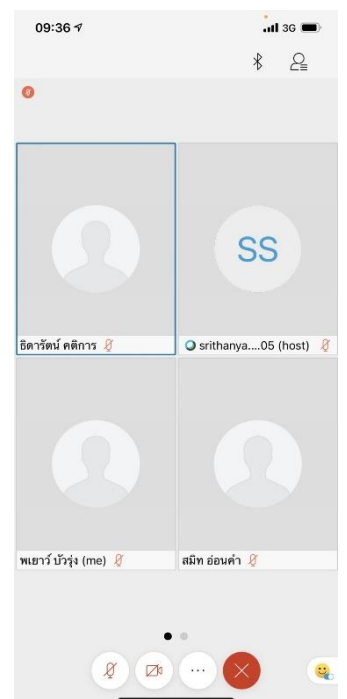 09:36
3G
SS
ธิดารัตน์ คติการ
srithanya....05 (host)
พเยาว์ บัวรุ่ง (me)
สมิท อ่อนคำ